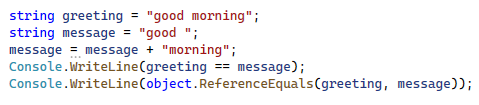 string greeting = "good morning";
string message = "good ";
message = message + "morning";
Console.WriteLine(greeting == message);
Console.WriteLine(object.ReferenceEquals(greeting, message));